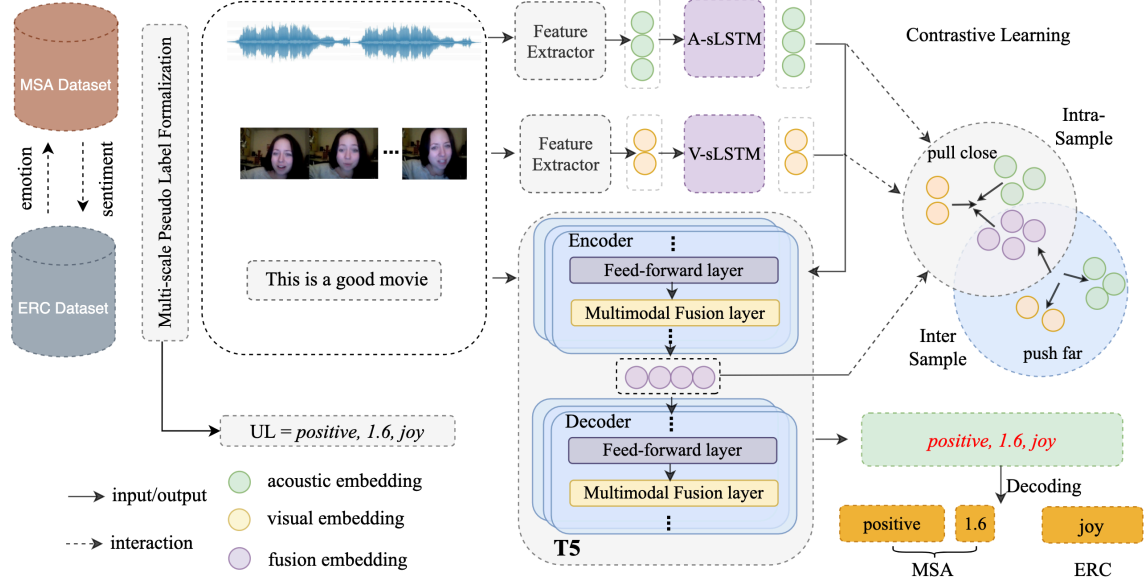 MSA Dataset
emotion
sentiment
ERC Dataset
Multi-scale Pseudo Label Formalization
This is a good movie
UL = positive, 1.6, joy
input/output
interaction
acoustic embedding
visual embedding
fusion embedding
Feature
Extractor
A-sLSTM
Feature
Extractor
V-sLSTM
Encoder
Feed-forward layer
Multimodal Fusion layer
Decoder
Feed-forward layer
Multimodal Fusion layer
T5
Contrastive Learning
Intra-
Sample
pull close
Inter
Sample
push far
positive, 1.6, joy
Decoding
positive
1.6
joy
MSA
ERC